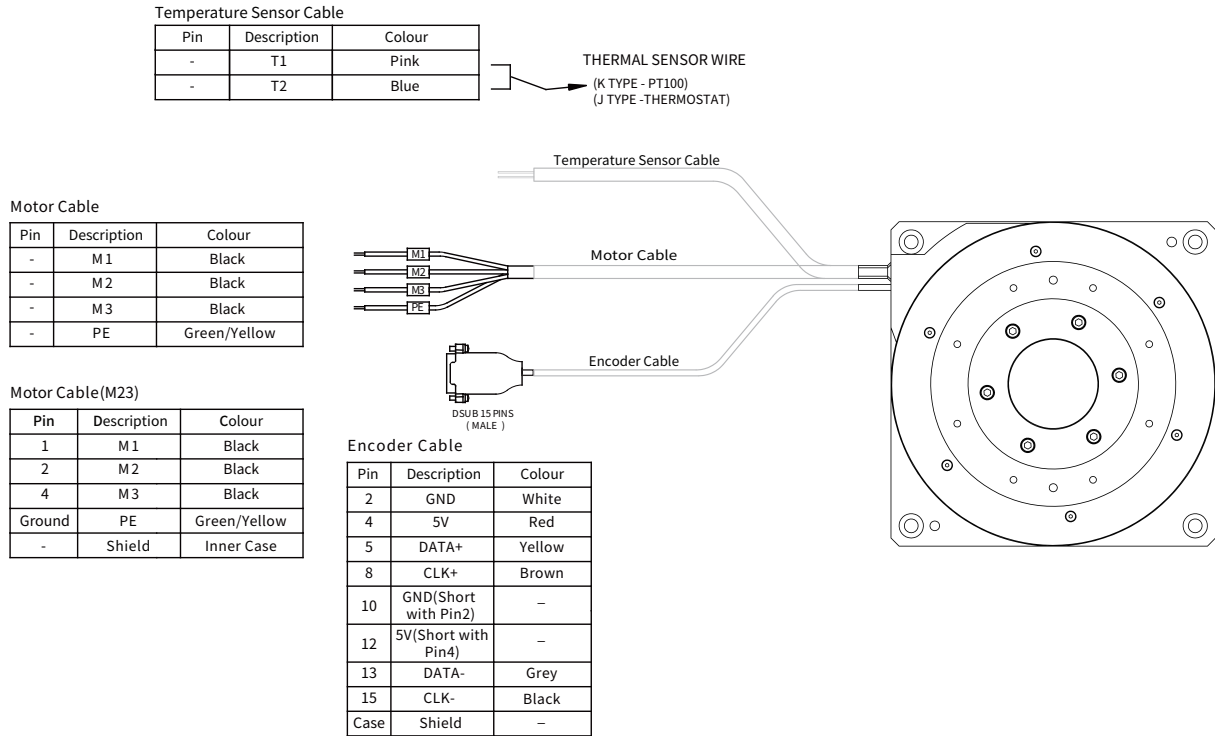 Temperature Sensor Cable
Pin Description Colour
- T1 Pink
- T2 Blue
THERMAL SENSOR WIRE
(K TYPE - PT100)
(J TYPE -THERMOSTAT)
Temperature Sensor Cable
Motor Cable
Pin Description Colour
- M1 Black
- M2 Black
- M3 Black
- PE Green/Yellow
M1
M2
M3
PE
Motor Cable
Encoder Cable
DSUB 15 PINS
( MALE )
Motor Cable(M23)
Pin Description Colour
1 M1 Black
2 M2 Black
4 M3 Black
Ground PE Green/Yellow
- Shield Inner Case
Encoder Cable
Pin Description Colour
2 GND White
4 5V Red
5 DATA+ Yellow
8 CLK+ Brown
10 GND(Short
with Pin2) –
12 5V(Short with
Pin4) –
13 DATA- Grey
15 CLK- Black
Case Shield –